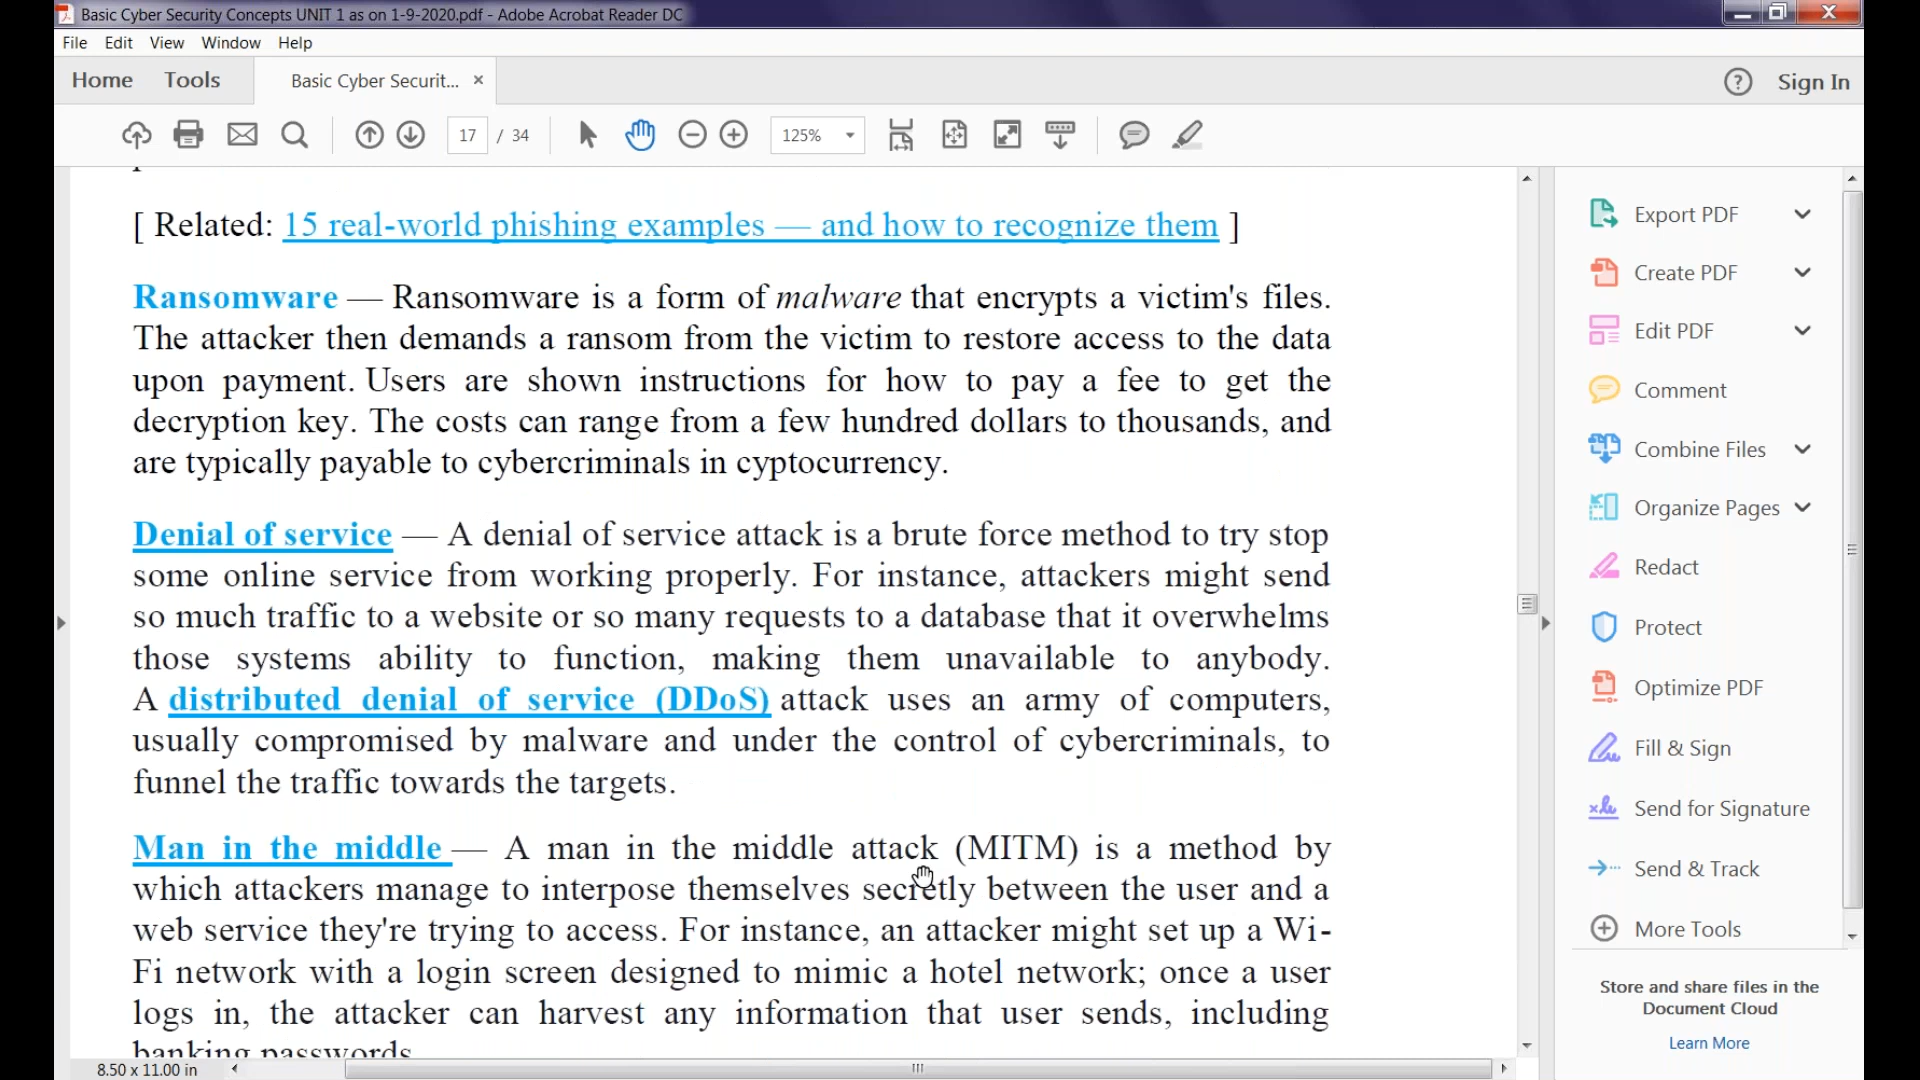 Basic Cyber Security Concepts UNIT 1 as on 1-9-2020.pdf - Adobe Acrobat Reader DC
File Edit View Window Help
Home Tools Basic Cyber Securit... Sign In
17 / 34 125%
[ Related: 15 real-world phishing examples — and how to recognize them ]
Ransomware — Ransomware is a form of malware that encrypts a victim's files.
The attacker then demands a ransom from the victim to restore access to the data
upon payment. Users are shown instructions for how to pay a fee to get the
decryption key. The costs can range from a few hundred dollars to thousands, and
are typically payable to cybercriminals in cyptocurrency.
Denial of service — A denial of service attack is a brute force method to try stop
some online service from working properly. For instance, attackers might send
so much traffic to a website or so many requests to a database that it overwhelms
those systems ability to function, making them unavailable to anybody.
A distributed denial of service (DDoS) attack uses an army of computers,
usually compromised by malware and under the control of cybercriminals, to
funnel the traffic towards the targets.
Man in the middle — A man in the middle attack (MITM) is a method by
which attackers manage to interpose themselves secretly between the user and a
web service they're trying to access. For instance, an attacker might set up a Wi-
Fi network with a login screen designed to mimic a hotel network; once a user
logs in, the attacker can harvest any information that user sends, including
banking passwords
8.50 x 11.00 in
Export PDF
Create PDF
Edit PDF
Comment
Combine Files
Organize Pages
Redact
Protect
Optimize PDF
Fill & Sign
Send for Signature
Send & Track
More Tools
Store and share files in the
Document Cloud
Learn More